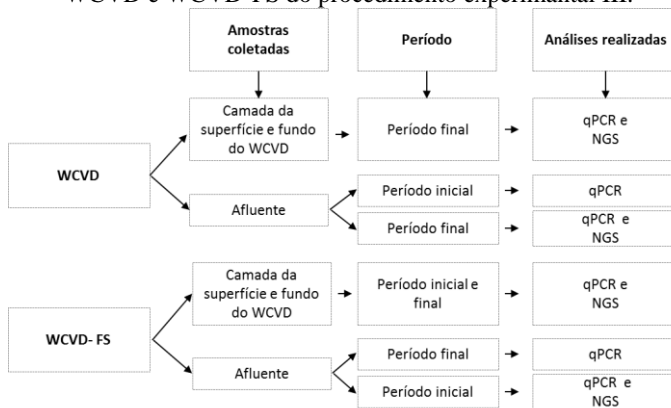 WCVD e WCVD-FS do procedimento experimantal III.
Amostras coletadas
Período
Análises realizadas
Camada da superfície e fundo do WCVD
Período final
qPCR e NGS
WCVD
Afluente
Período inicial
qPCR
Período final
qPCR e NGS
Camada da superfície e fundo do WCVD
Período inicial e final
qPCR e NGS
WCVD- FS
Afluente
Período final
qPCR
Período inicial
qPCR e NGS